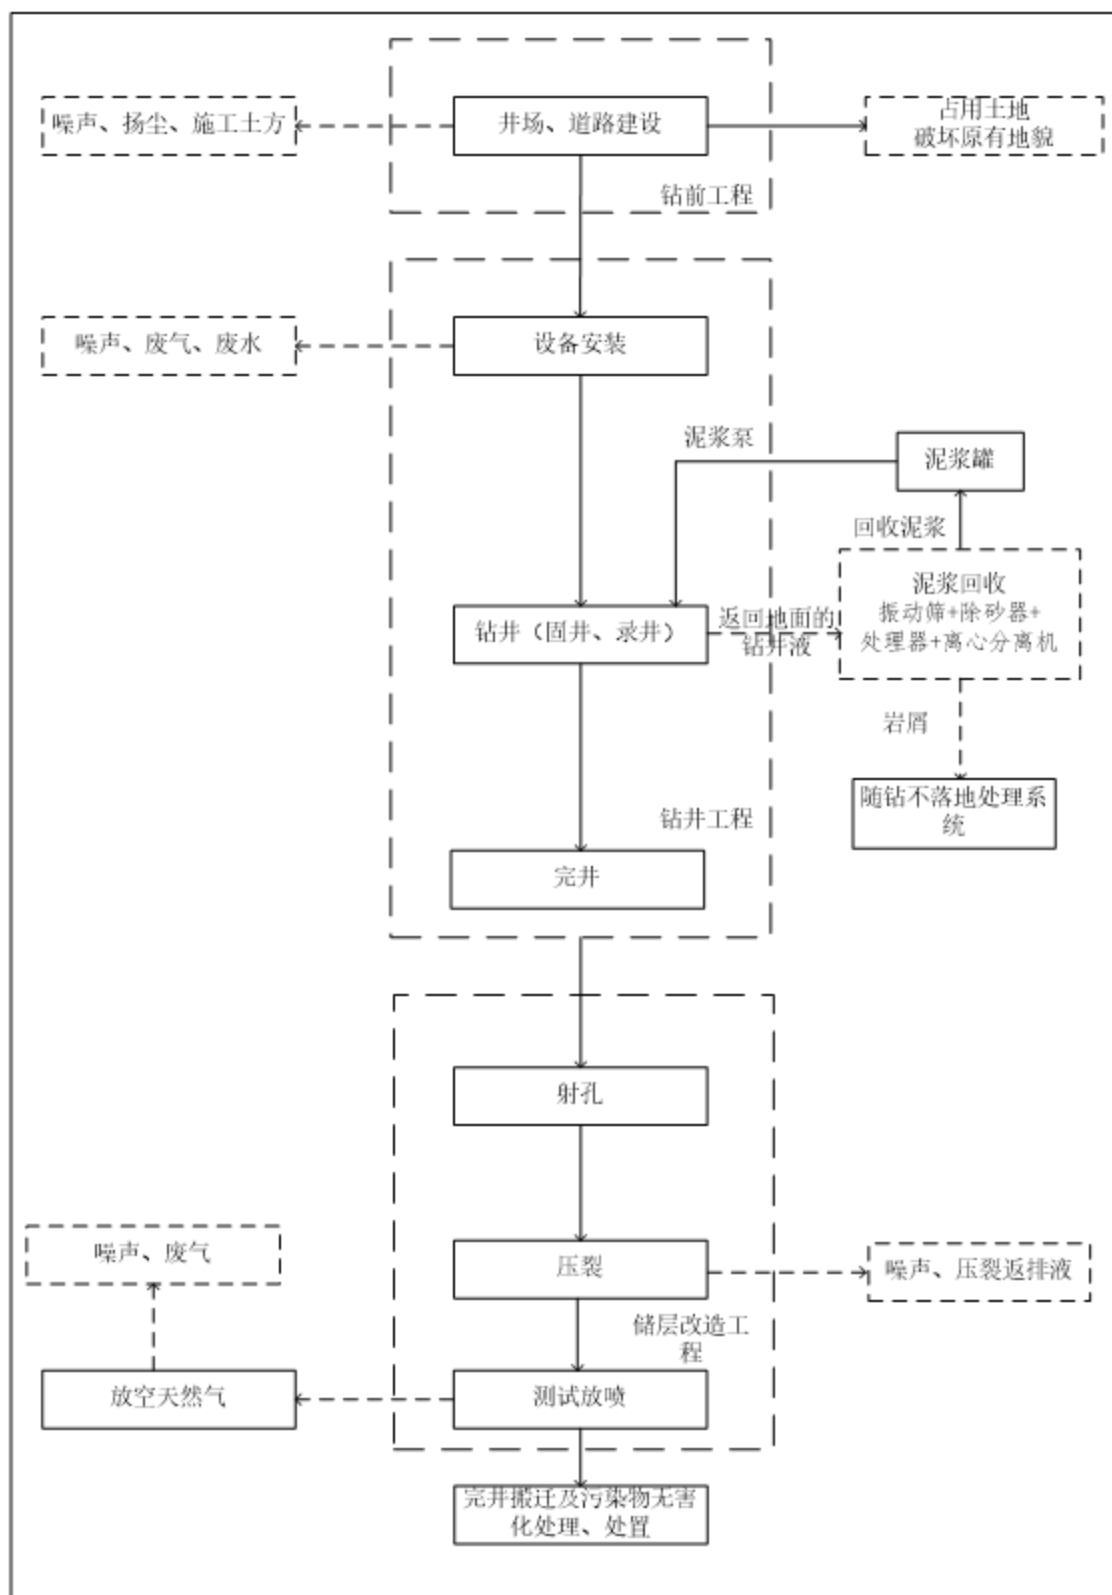 噪声、扬尘、施工土方
井场、道路建设
占用土地
破坏原有地貌
钻前工程
噪声、废气、废水
设备安装
泥浆泵
泥浆罐
回收泥浆
泥浆回收
振动筛+除砂器+
处理器+离心分离机
钻井（固井、录井）
返回地面的
钻井液
岩屑
随钻不落地处理系
统
钻井工程
完井
射孔
噪声、废气
压裂
噪声、压裂返排液
储层改造工
程
放空天然气
测试放喷
完井搬迁及污染物无害
化处理、处置